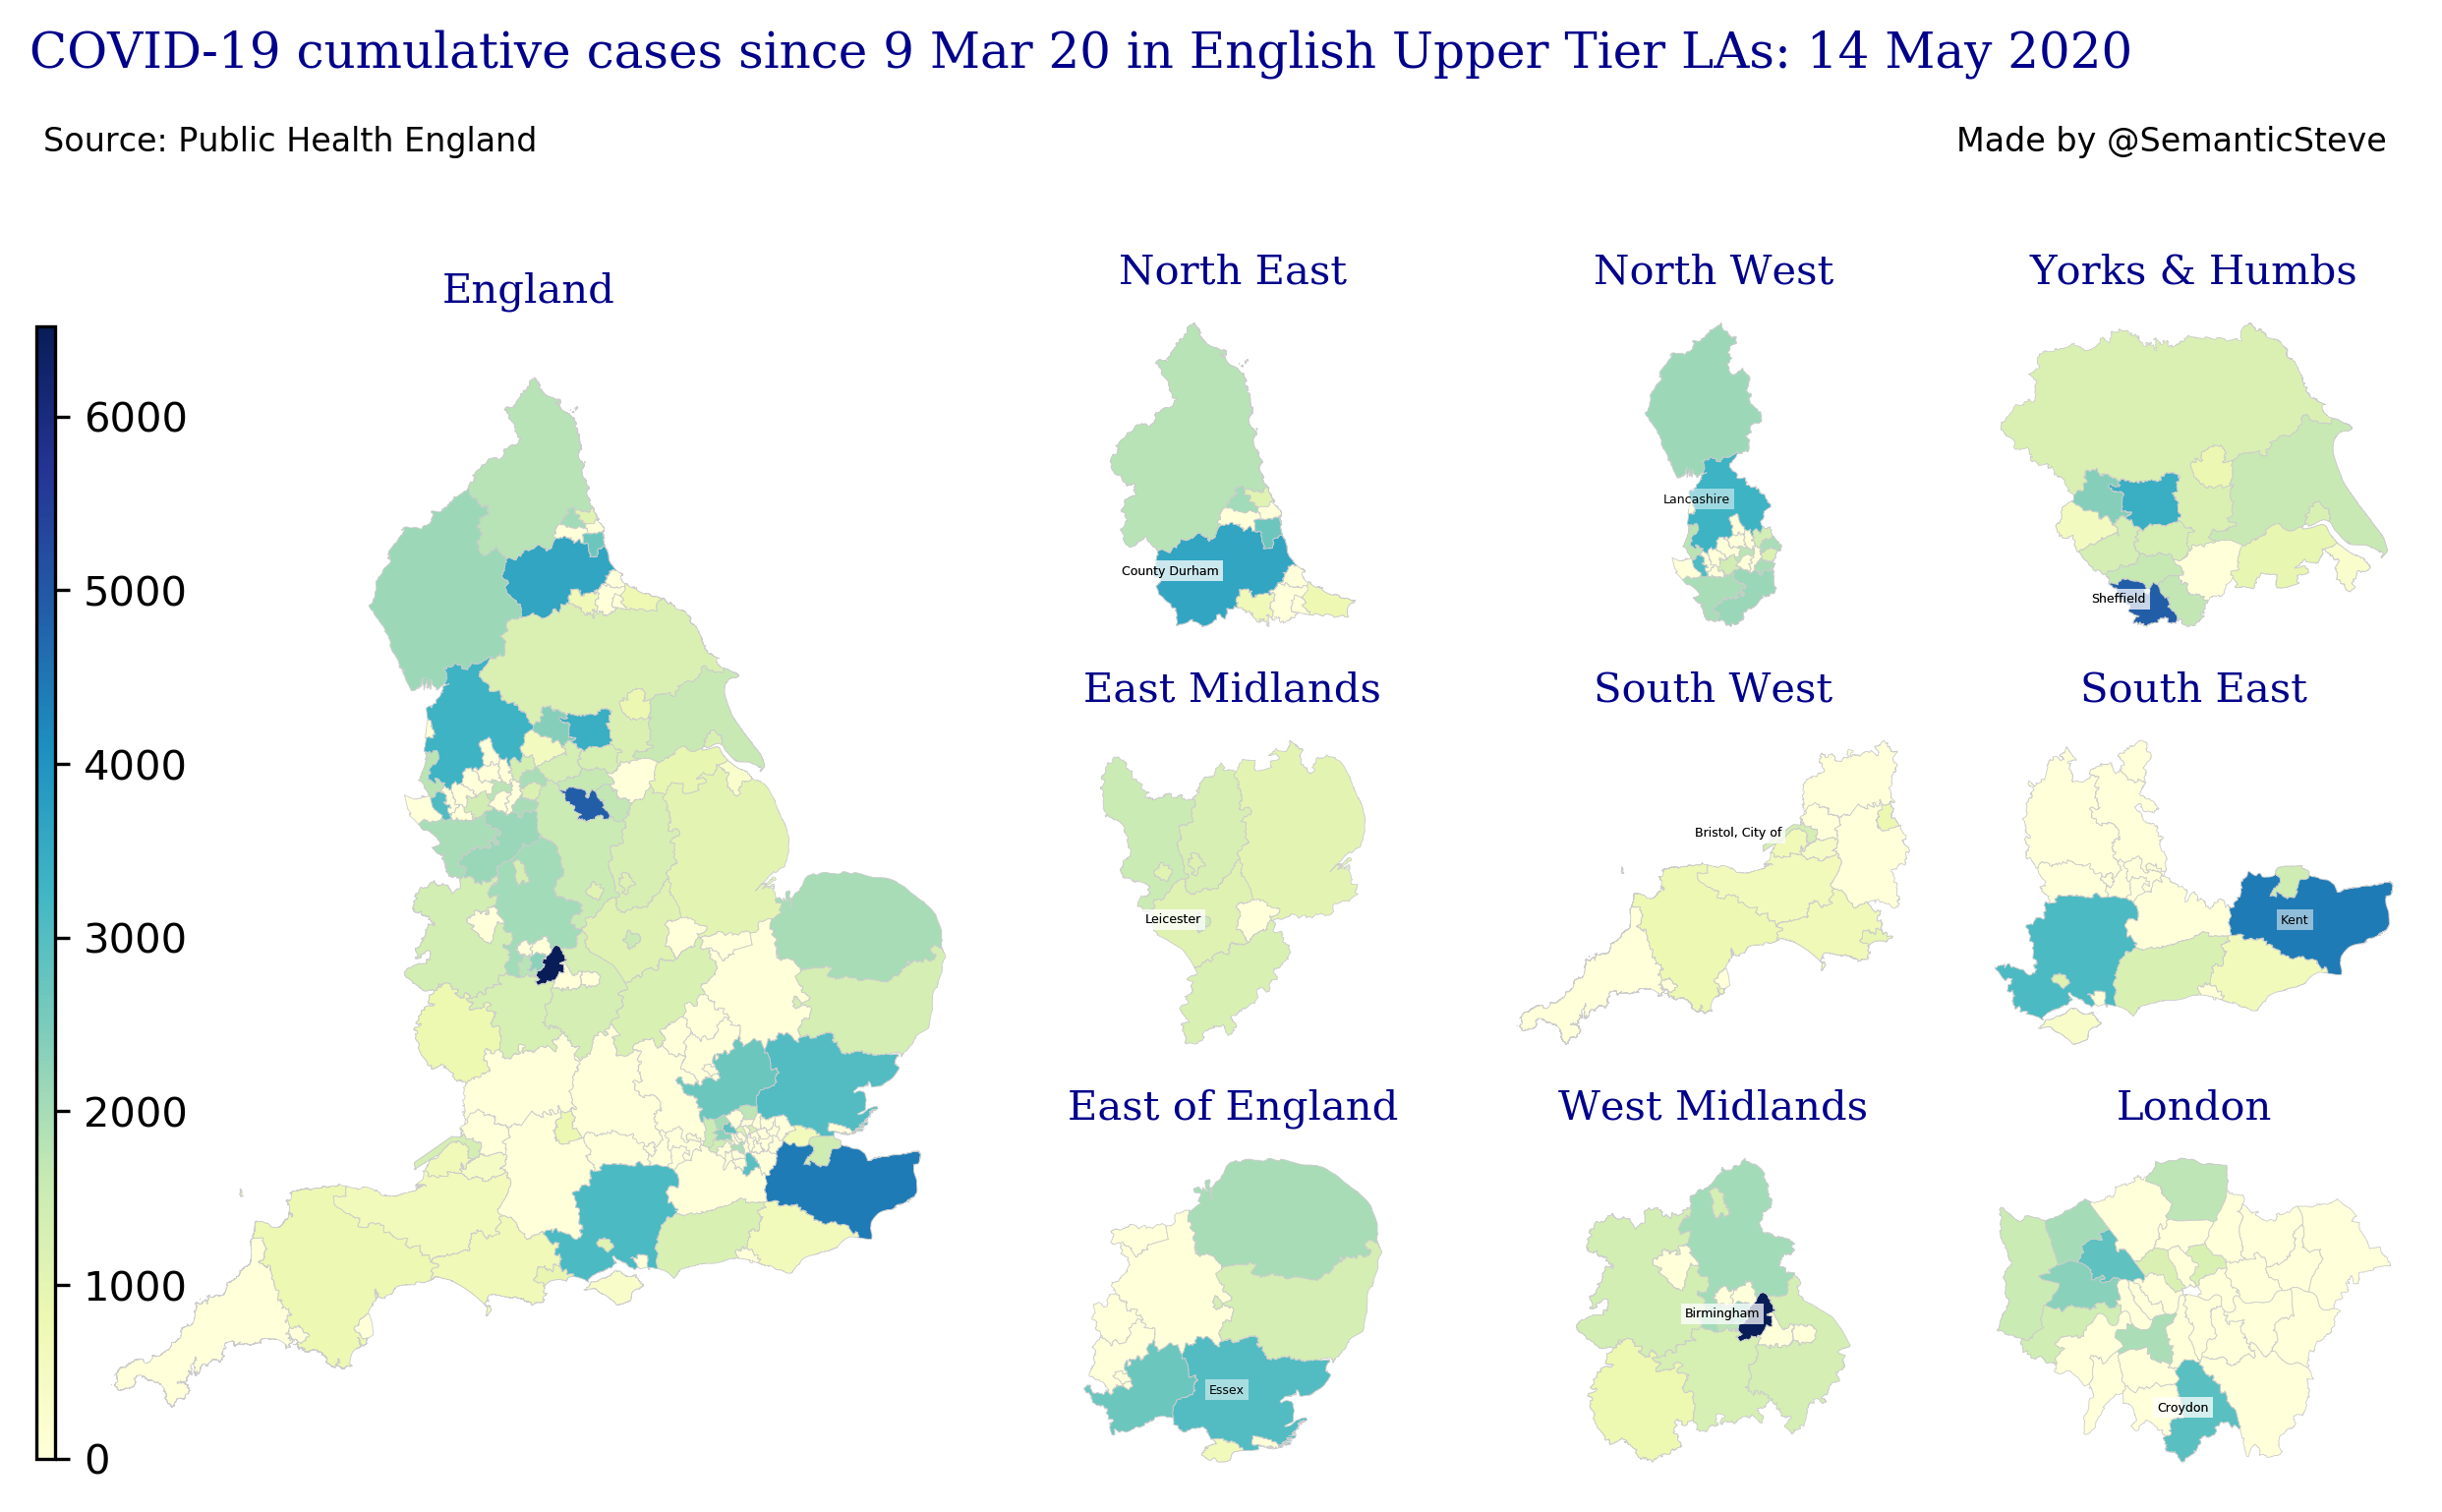 COVID-19 cumulative cases since 9 Mar 20 in English Upper Tier LAs: 14 May 2020
Source: Public Health England
Made by @SemanticSteve
England
North East
North West
Yorks & Humbs
6000
5000
4000
3000
2000
1000
0
County Durham
Lancashire
Sheffield
East Midlands
South West
South East
Leicester
Bristol, City of
Kent
East of England
West Midlands
London
Essex
Birmingham
Croydon